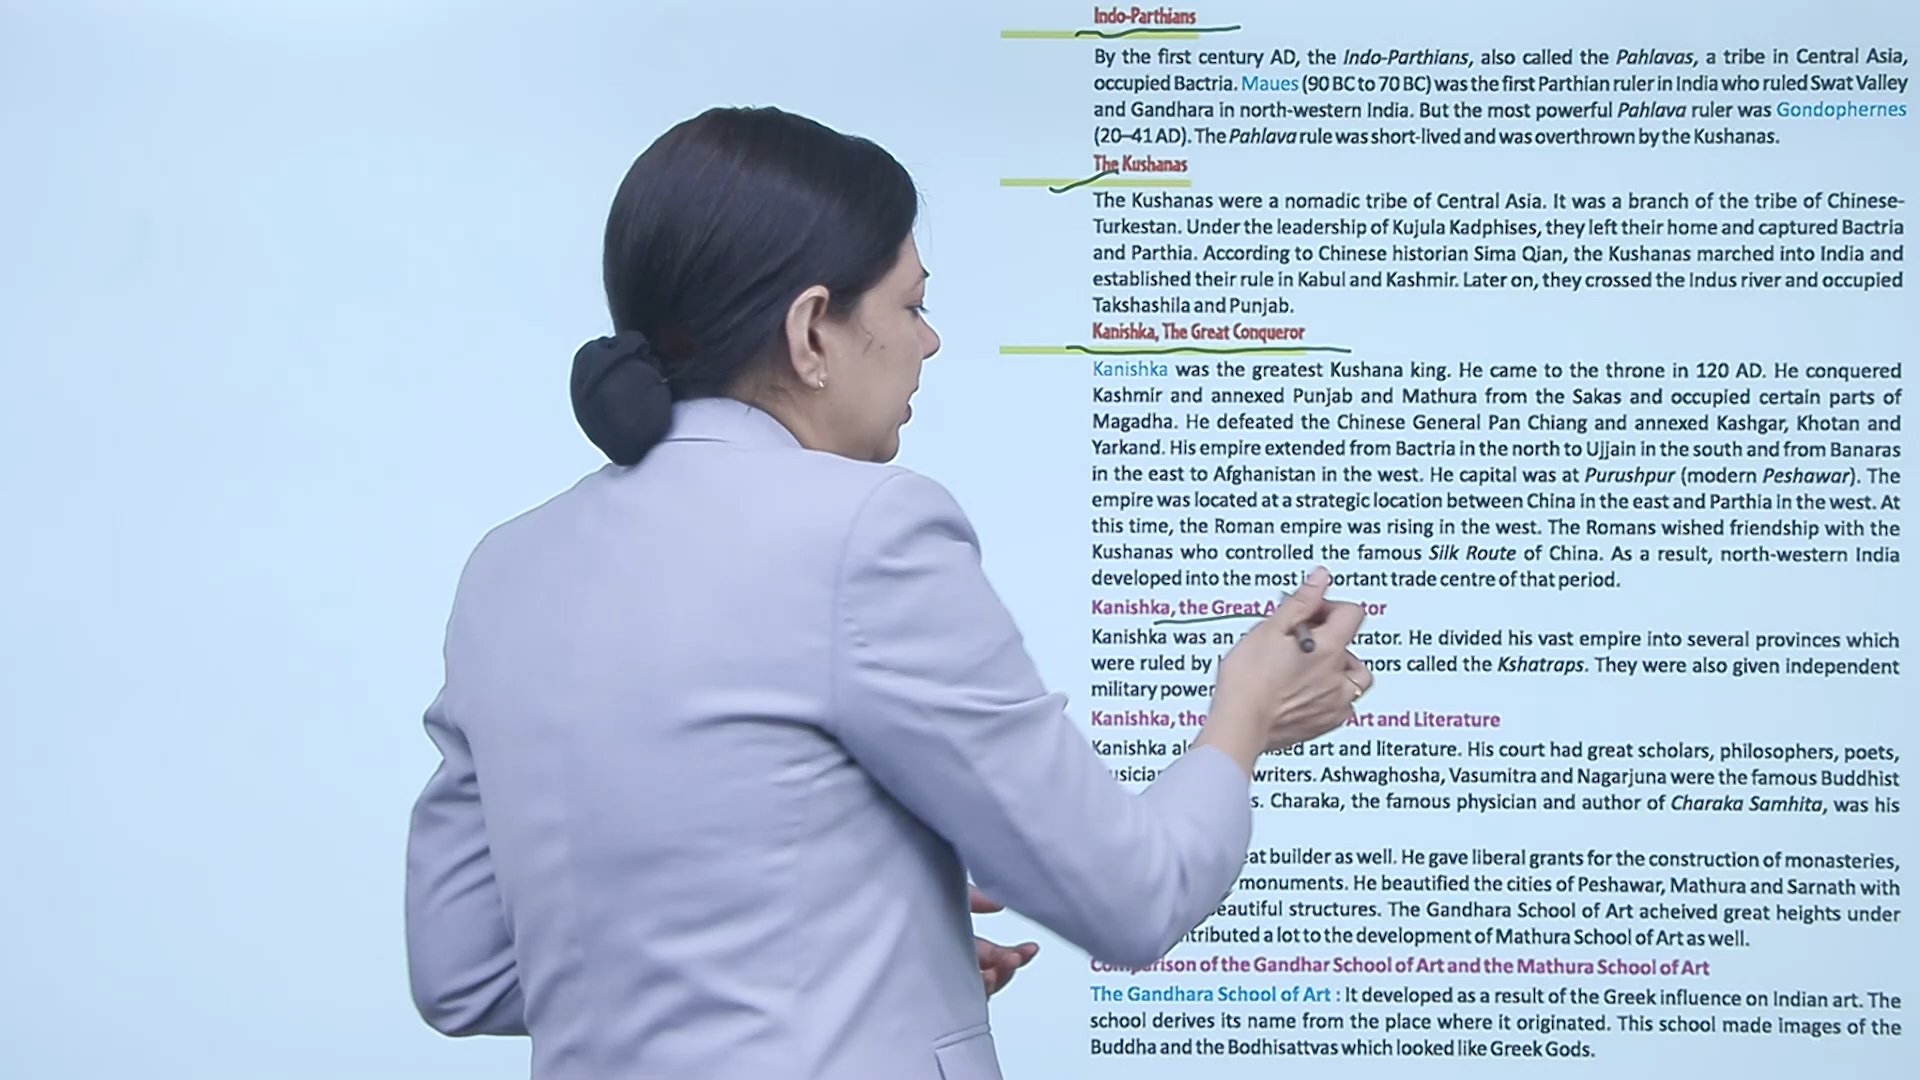 Indo-Parthians
By the first century AD, the Indo-Parthians, also called the Pahlavas, a tribe in Central Asia,
occupied Bactria. Maues (90 BC to 70 BC) was the first Parthian ruler in India who ruled Swat Valley
and Gandhara in north-western India. But the most powerful Pahlava ruler was Gondophernes
(20–41 AD). The Pahlava rule was short-lived and was overthrown by the Kushanas.
The Kushanas
The Kushanas were a nomadic tribe of Central Asia. It was a branch of the tribe of Chinese-
Turkestan. Under the leadership of Kujula Kadphises, they left their home and captured Bactria
and Parthia. According to Chinese historian Sima Qian, the Kushanas marched into India and
established their rule in Kabul and Kashmir. Later on, they crossed the Indus river and occupied
Takshashila and Punjab.
Kanishka, The Great Conqueror
Kanishka was the greatest Kushana king. He came to the throne in 120 AD. He conquered
Kashmir and annexed Punjab and Mathura from the Sakas and occupied certain parts of
Magadha. He defeated the Chinese General Pan Chiang and annexed Kashgar, Khotan and
Yarkand. His empire extended from Bactria in the north to Ujjain in the south and from Banaras
in the east to Afghanistan in the west. He capital was at Purushpur (modern Peshawar). The
empire was located at a strategic location between China in the east and Parthia in the west. At
this time, the Roman empire was rising in the west. The Romans wished friendship with the
Kushanas who controlled the famous Silk Route of China. As a result, north-western India
developed into the most important trade centre of that period.
Kanishka, the Great
Kanishka was an He divided his vast empire into several provinces which
were ruled by called the Kshatraps. They were also given independent
military
Kanishka, the Art and Literature
Kanishka art and literature. His court had great scholars, philosophers, poets,
writers. Ashwaghosha, Vasumitra and Nagarjuna were the famous Buddhist
Charaka, the famous physician and author of Charaka Samhita, was his
builder as well. He gave liberal grants for the construction of monasteries,
monuments. He beautified the cities of Peshawar, Mathura and Sarnath with
beautiful structures. The Gandhara School of Art acheived great heights under
a lot to the development of Mathura School of Art as well.
Comparison of the Gandhar School of Art and the Mathura School of Art
The Gandhara School of Art : It developed as a result of the Greek influence on Indian art. The
school derives its name from the place where it originated. This school made images of the
Buddha and the Bodhisattvas which looked like Greek Gods.